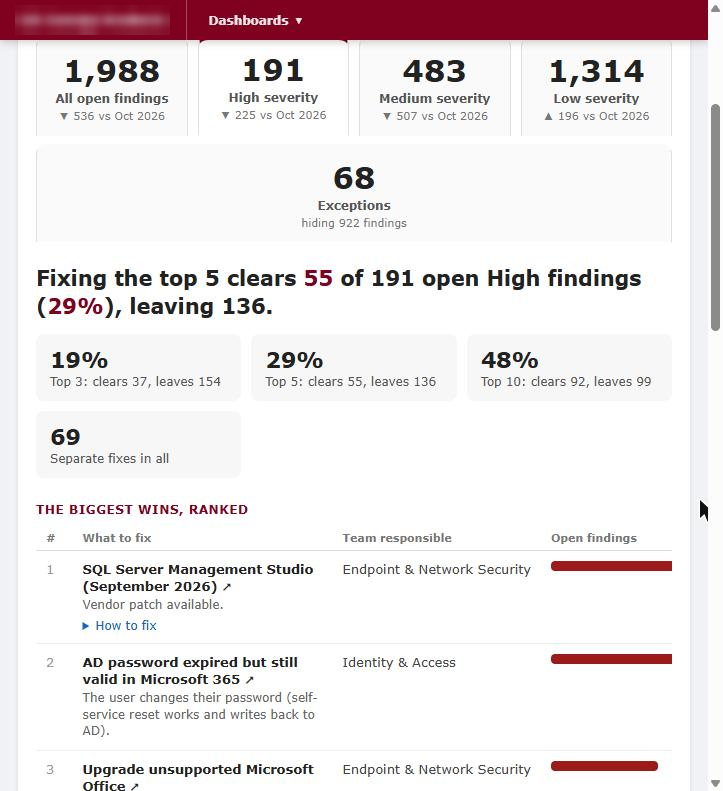 Dashboards ▼
1,988
All open findings
▼ 536 vs Oct 2026
191
High severity
▼ 225 vs Oct 2026
483
Medium severity
▼ 507 vs Oct 2026
1,314
Low severity
▲ 196 vs Oct 2026
68
Exceptions
hiding 922 findings
Fixing the top 5 clears 55 of 191 open High findings
(29%), leaving 136.
19%
Top 3: clears 37, leaves 154
29%
Top 5: clears 55, leaves 136
48%
Top 10: clears 92, leaves 99
69
Separate fixes in all
THE BIGGEST WINS, RANKED
# What to fix Team responsible Open findings
1 SQL Server Management Studio Endpoint & Network Security
(September 2026) ↗
Vendor patch available.
▶ How to fix
2 AD password expired but still Identity & Access
valid in Microsoft 365 ↗
The user changes their password (self-
service reset works and writes back to
AD).
3 Upgrade unsupported Microsoft Endpoint & Network Security
Office ↗